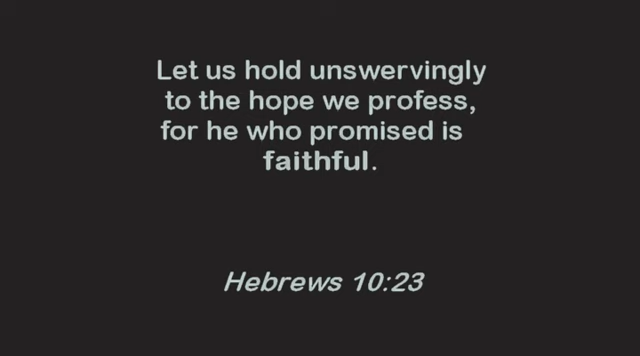 Let us hold unswervingly
to the hope we profess,
for he who promised is
faithful.
Hebrews 10:23